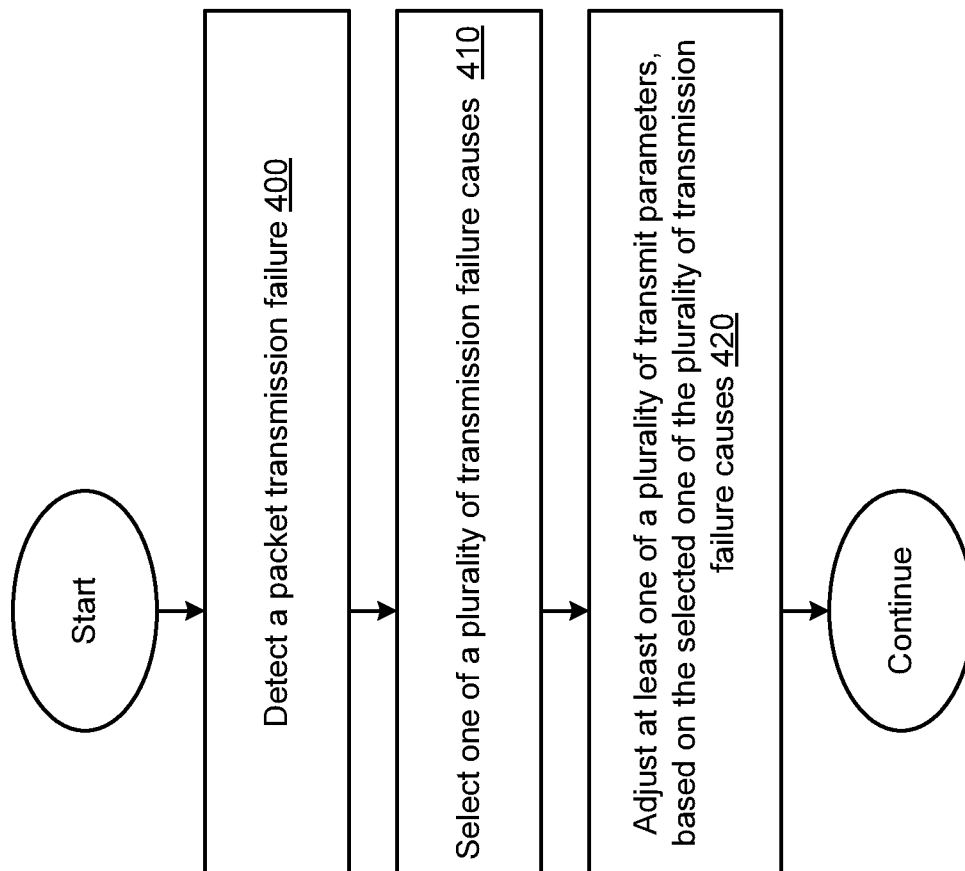 Start
Detect a packet transmission failure 400
Select one of a plurality of transmission failure causes 410
Adjust at least one of a plurality of transmit parameters,
based on the selected one of the plurality of transmission
failure causes 420
Continue